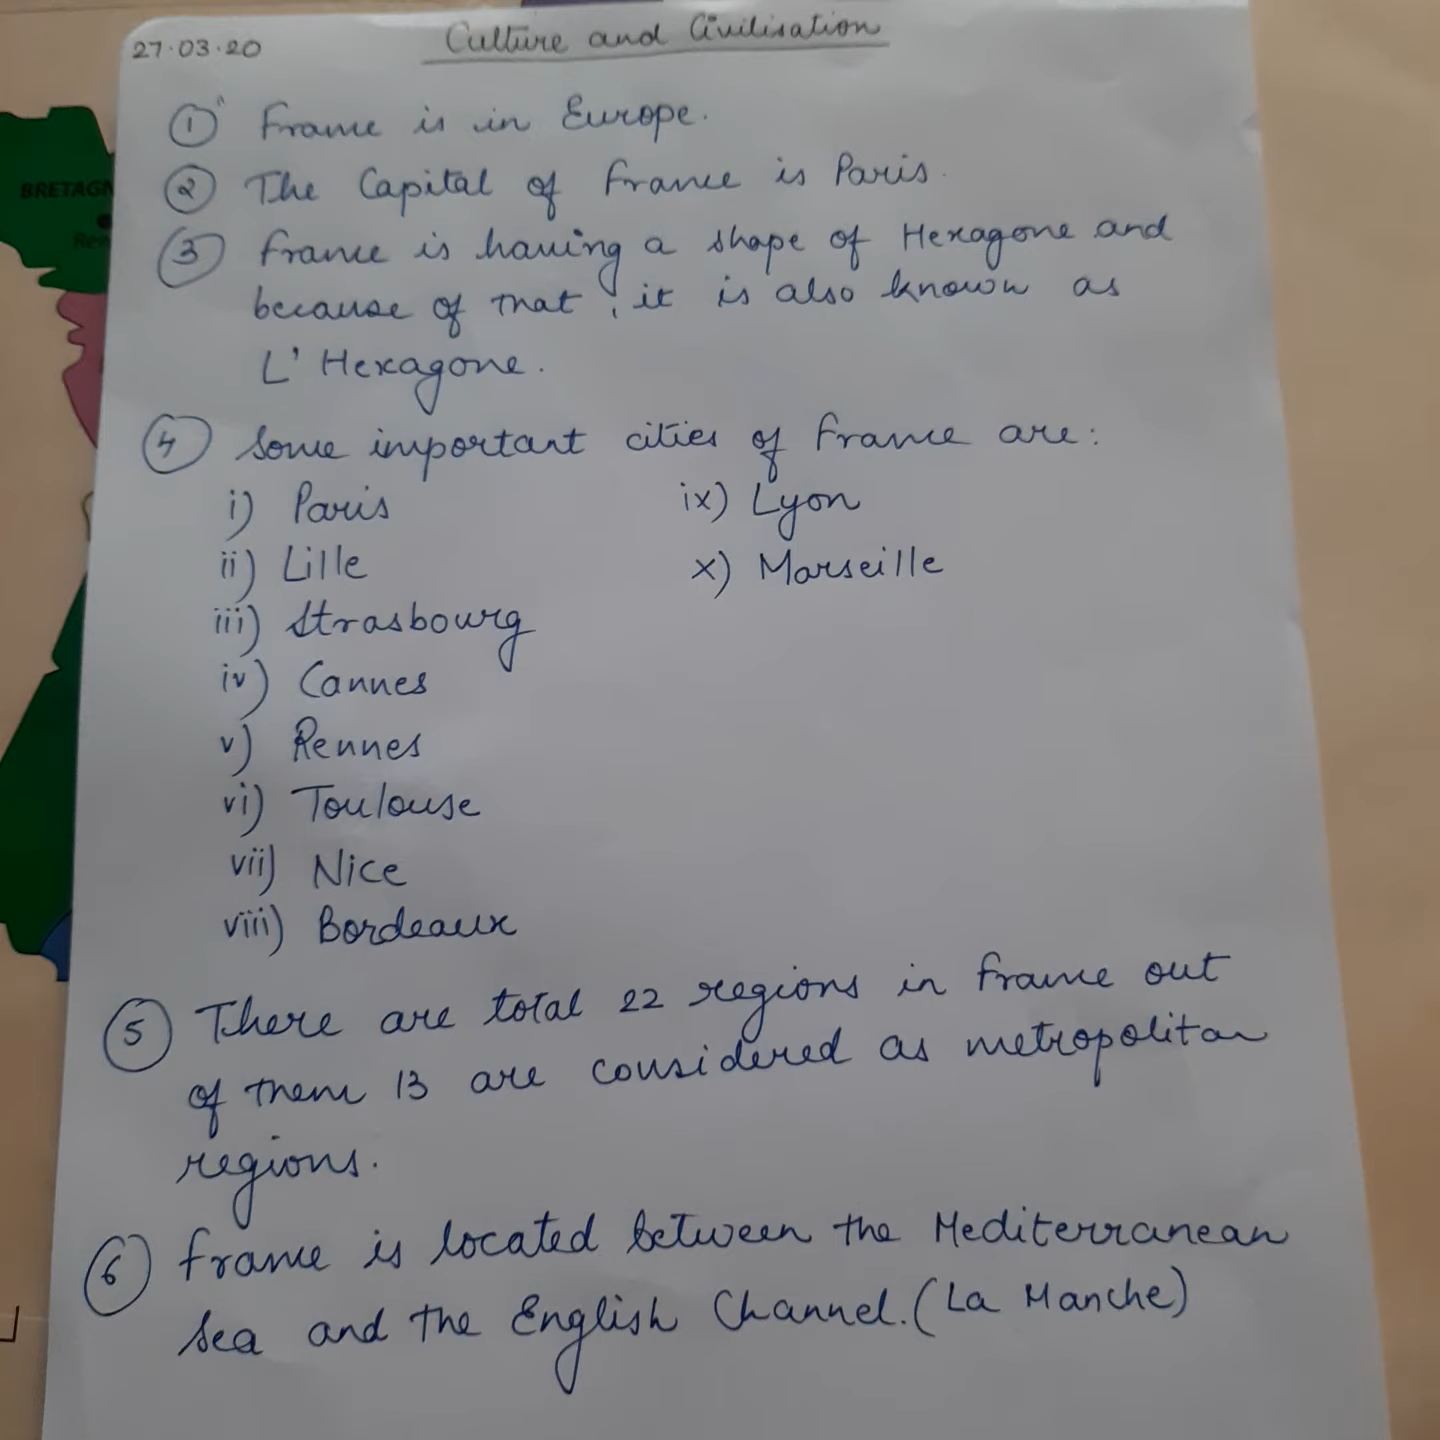 27.03.20 Culture and Civilisation
① France is in Europe.
② The Capital of France is Paris.
③ France is having a shape of Hexagone and
because of that, it is also known as
L' Hexagone.
④ Some important cities of France are:
i) Paris
ii) Lille
iii) Strasbourg
iv) Cannes
v) Rennes
vi) Toulouse
vii) Nice
viii) Bordeaux
ix) Lyon
x) Marseille
⑤ There are total 22 regions in France out
of them 13 are considered as metropolitan
regions.
⑥ France is located between the Mediterranean
Sea and the English Channel. (La Manche)
BRETAGN
Ren